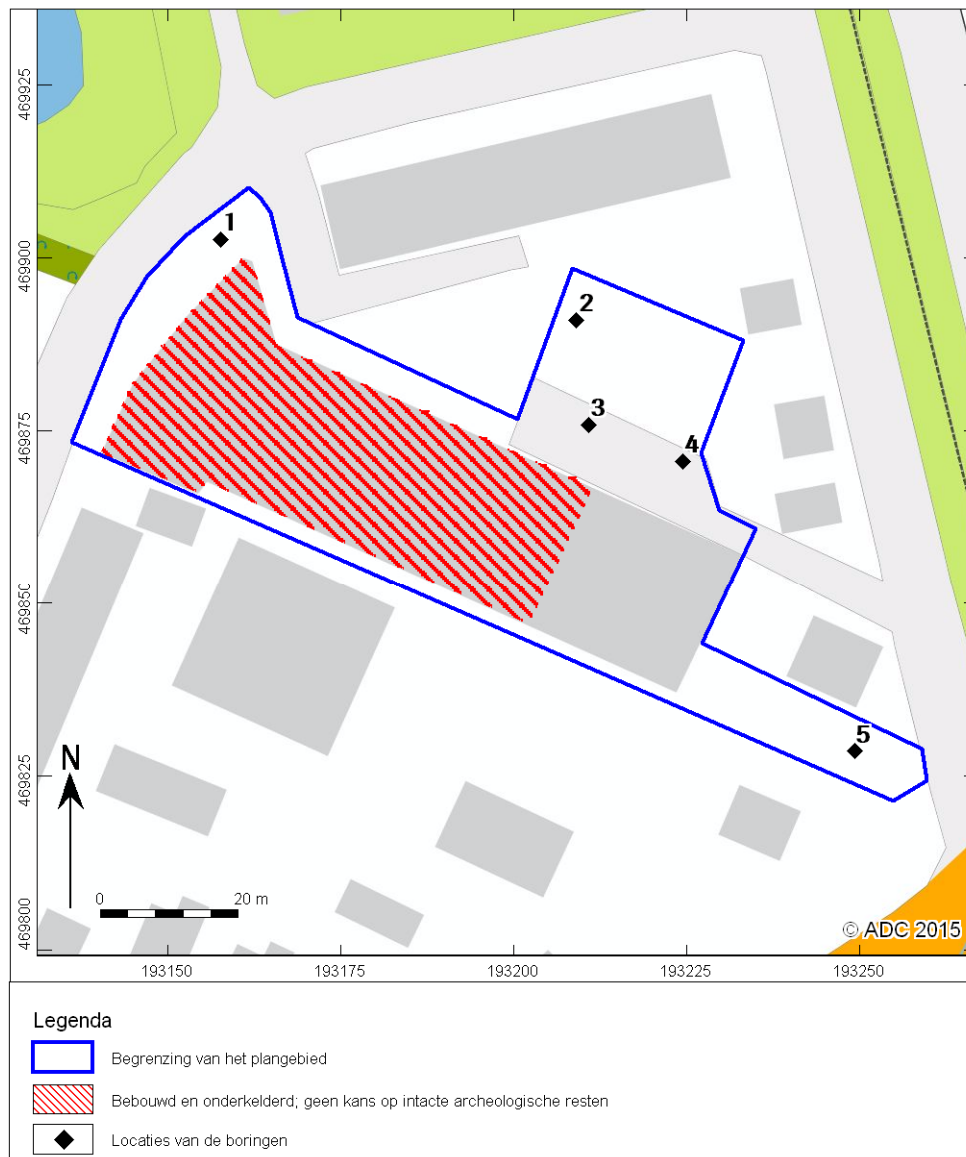 469925
469900
469875
469850
469825
469800
1
2
3
4
5
N
0 20 m
© ADC 2015
193150 193175 193200 193225 193250
Legenda
Begrenzing van het plangebied
Bebouwd en onderkelderd; geen kans op intacte archeologische resten
Locaties van de boringen